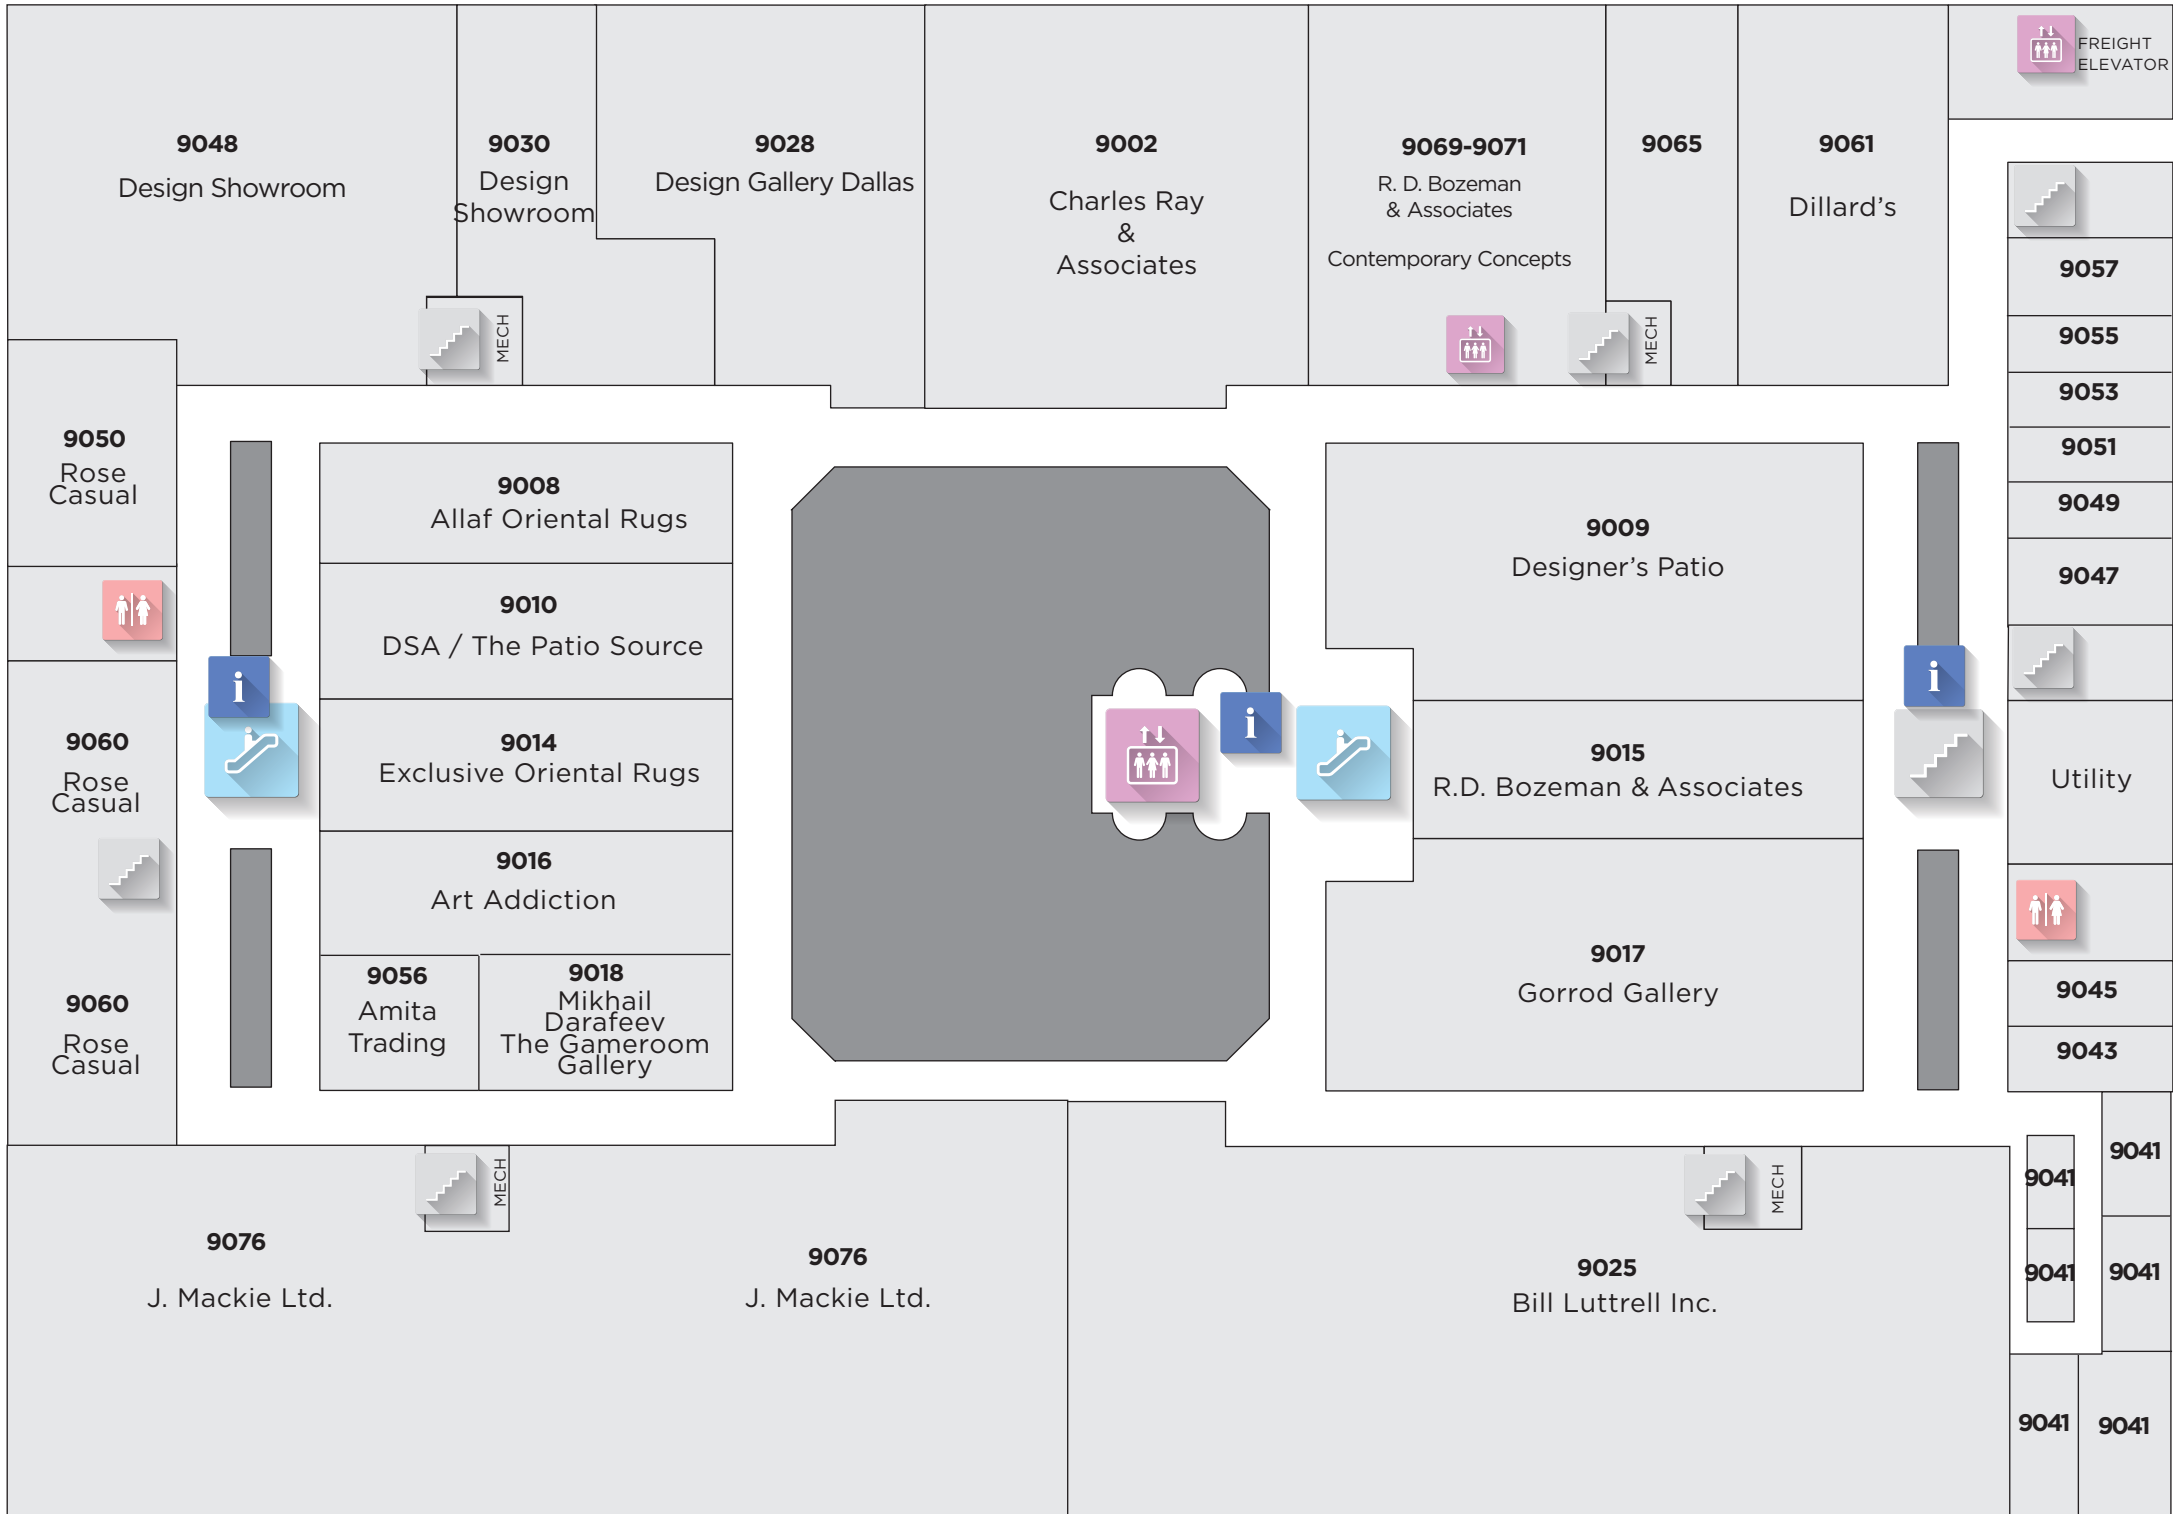 FREIGHT
ELEVATOR
9048
Design Showroom
9030
Design
Showroom
9028
Design Gallery Dallas
9002
Charles Ray
&
Associates
9069-9071
R. D. Bozeman
& Associates
Contemporary Concepts
9065
9061
Dillard's
MECH
MECH
9057
9055
9053
9051
9049
9047
9050
Rose
Casual
9008
Allaf Oriental Rugs
9010
DSA / The Patio Source
9009
Designer's Patio
i
i
i
9060
Rose
Casual
9014
Exclusive Oriental Rugs
9015
R.D. Bozeman & Associates
Utility
9016
Art Addiction
9056
Amita
Trading
9018
Mikhail
Darafeev
The Gameroom
Gallery
9017
Gorrod Gallery
9060
Rose
Casual
9045
9043
MECH
MECH
9041
9041
9041
9041
9076
J. Mackie Ltd.
9076
J. Mackie Ltd.
9025
Bill Luttrell Inc.
9041
9041